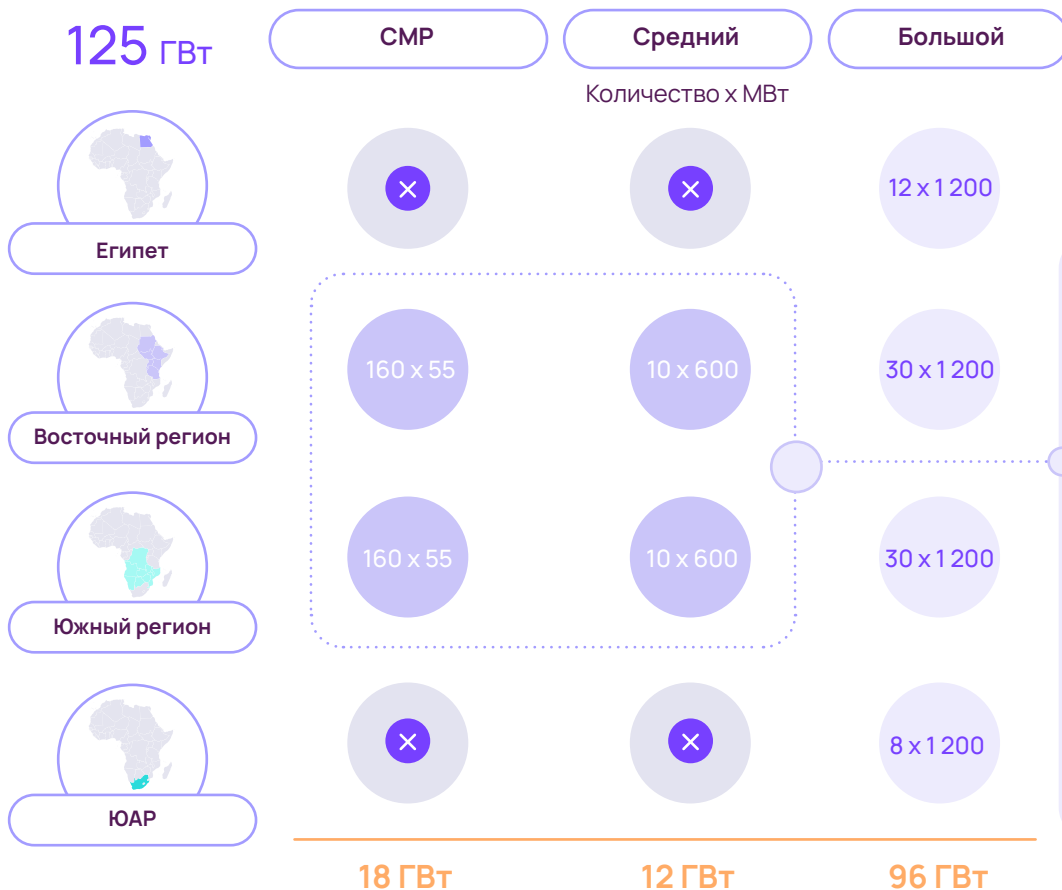 125 ГВт
СМР
Средний
Большой
Количество х МВт
Египет
12 х 1 200
Восточный регион
160 х 55
10 х 600
30 х 1 200
Южный регион
160 х 55
10 х 600
30 х 1 200
ЮАР
8 х 1 200
18 ГВт
12 ГВт
96 ГВт